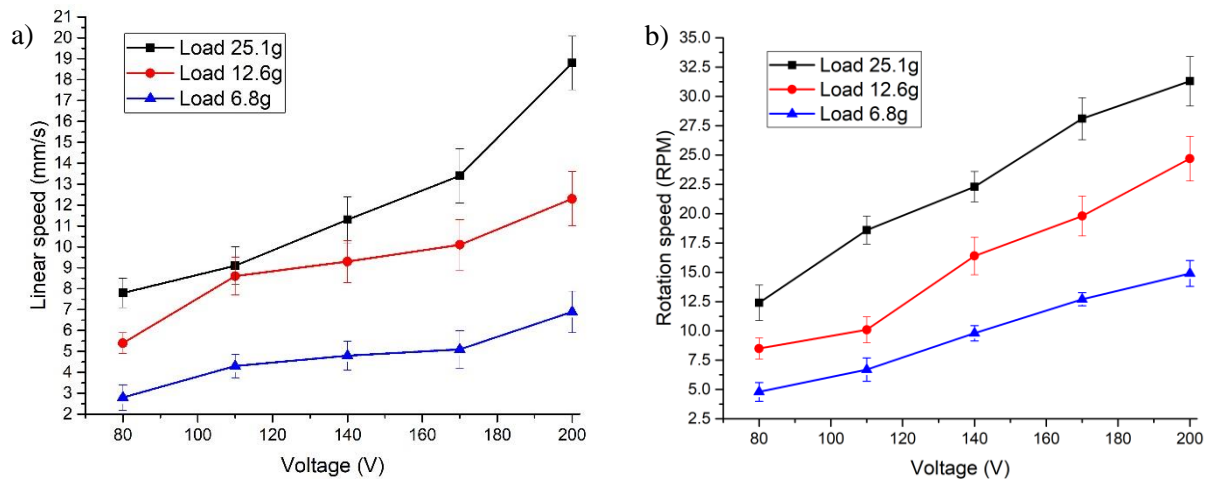 a)
21
20
19
18
17
16
15
14
13
12
11
10
9
8
7
6
5
4
3
2
Linear speed (mm/s)
Load 25.1g
Load 12.6g
Load 6.8g
80 100 120 140 160 180 200
Voltage (V)
b)
35.0
32.5
30.0
27.5
25.0
22.5
20.0
17.5
15.0
12.5
10.0
7.5
5.0
2.5
Rotation speed (RPM)
Load 25.1g
Load 12.6g
Load 6.8g
80 100 120 140 160 180 200
Voltage (V)